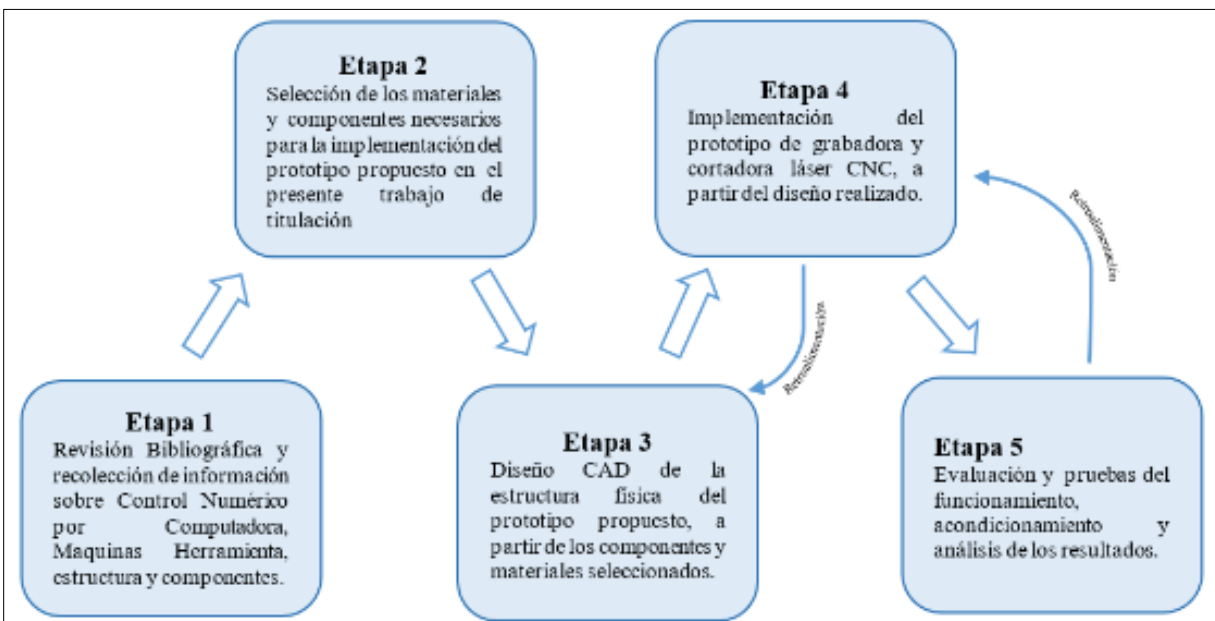 Etapa 1
Revisión Bibliográfica y
recolección de información
sobre Control Numérico
por Computadora,
Maquinas Herramienta,
estructura y componentes.
Etapa 2
Selección de los materiales
y componentes necesarios
para la implementación del
prototipo propuesto en el
presente trabajo de
titulación
Etapa 3
Diseño CAD de la
estructura física del
prototipo propuesto, a
partir de los componentes y
materiales seleccionados.
Etapa 4
Implementación del
prototipo de grabadora y
cortadora láser CNC, a
partir del diseño realizado.
Retroalimentación
Etapa 5
Evaluación y pruebas del
funcionamiento,
acondicionamiento y
análisis de los resultados.
Retroalimentación